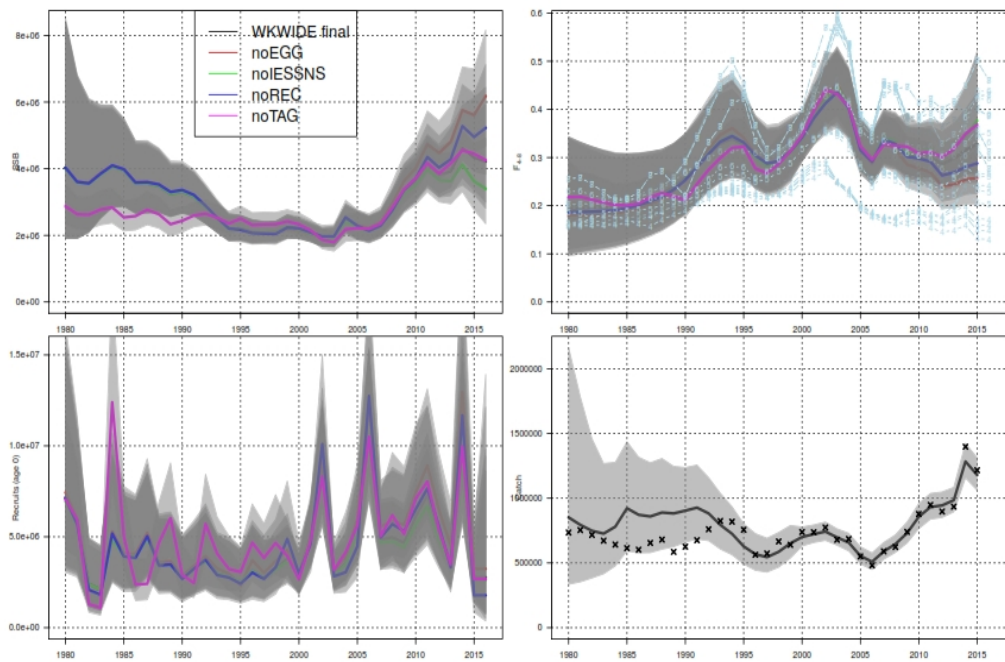 WKWIDE final
noEGG
noIESSNS
noREC
noTAG
8e+06
6e+06
4e+06
2e+06
0e+00
SSB
1980 1985 1990 1995 2000 2005 2010 2015
0.6
0.5
0.4
0.3
0.2
0.1
0.0
F4-8
1980 1985 1990 1995 2000 2005 2010 2015
1.5e+07
1.0e+07
5.0e+06
0.0e+00
Recruits (age 0)
1980 1985 1990 1995 2000 2005 2010 2015
2000000
1500000
1000000
500000
0
Catch
1980 1985 1990 1995 2000 2005 2010 2015